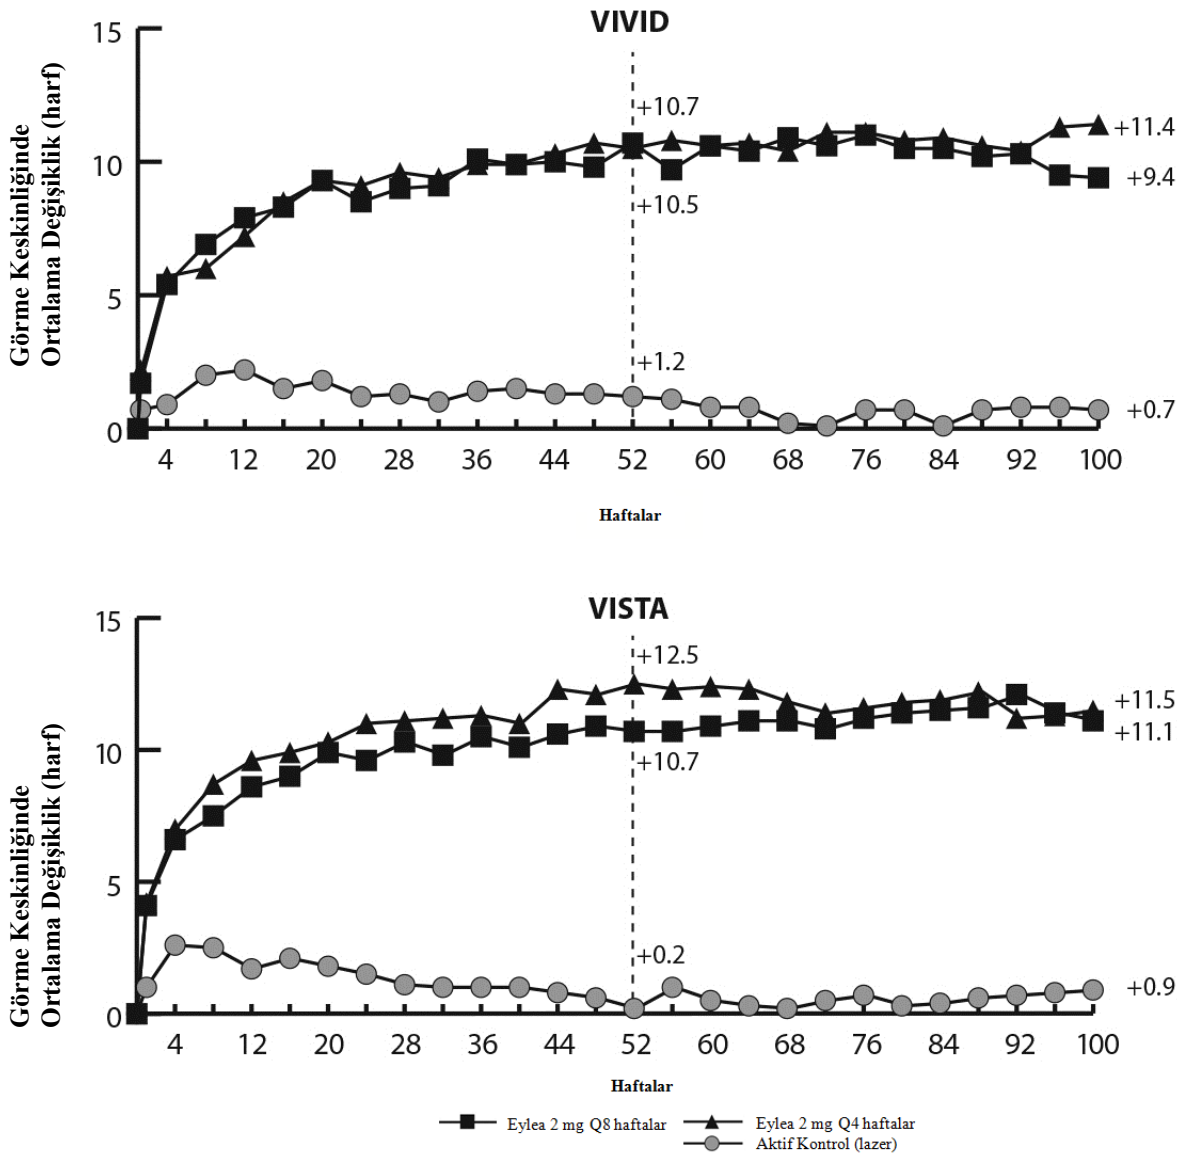 VIVID
Görme Keskinliğinde
Ortalama Değişiklik (harf)
15
10
5
0
+10.7
+10.5
+1.2
+11.4
+9.4
+0.7
4 12 20 28 36 44 52 60 68 76 84 92 100
Haftalar
VISTA
Görme Keskinliğinde
Ortalama Değişiklik (harf)
15
10
5
0
+12.5
+10.7
+0.2
+11.5
+11.1
+0.9
4 12 20 28 36 44 52 60 68 76 84 92 100
Haftalar
Eylea 2 mg Q8 haftalar Eylea 2 mg Q4 haftalar
Aktif Kontrol (lazer)